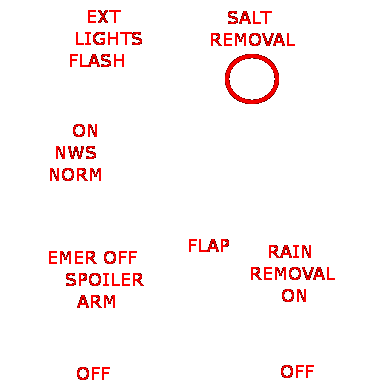 EXT
LIGHTS
FLASH
SALT
REMOVAL
ON
NWS
NORM
FLAP
EMER OFF
SPOILER
ARM
RAIN
REMOVAL
ON
OFF
OFF